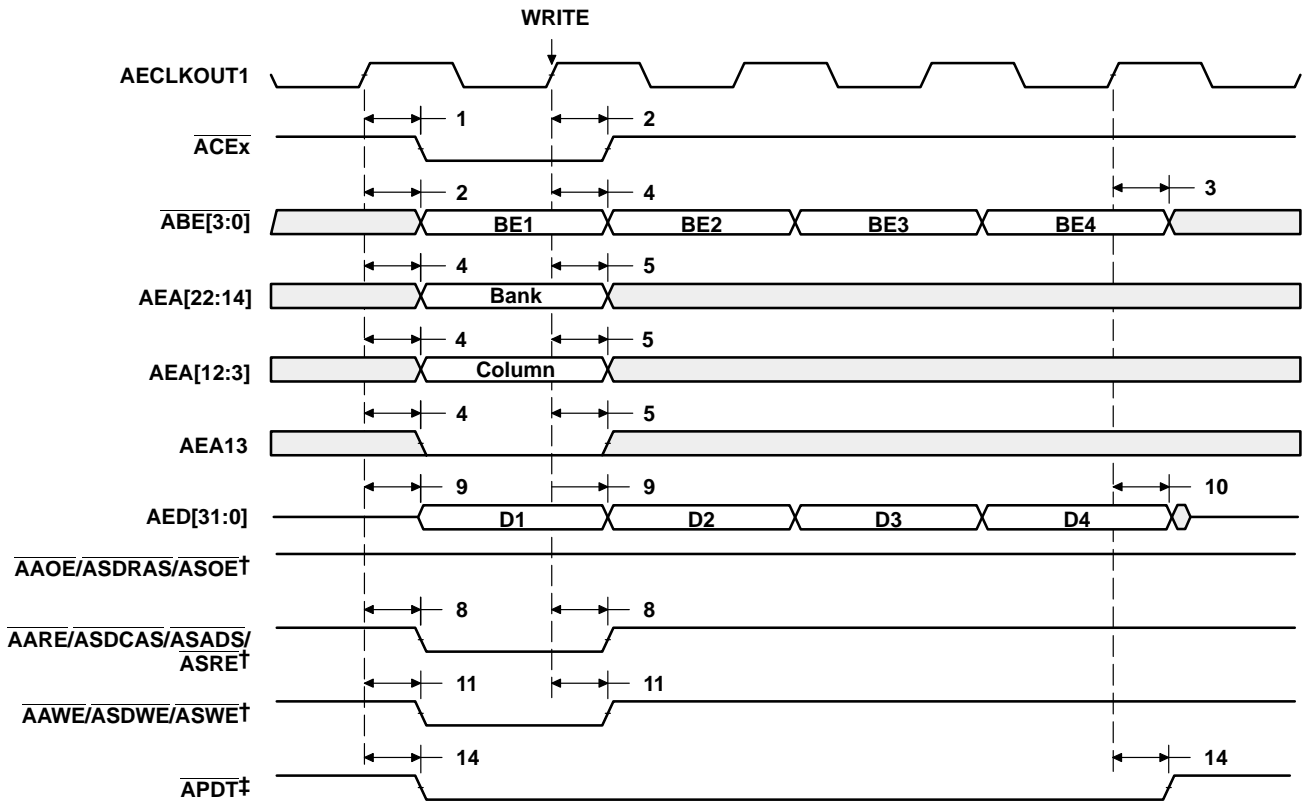 WRITE
AECLKOUT1
1 2
ACEx
2 4 3
ABE[3:0] BE1 BE2 BE3 BE4
4 5
AEA[22:14] Bank
4 5
AEA[12:3] Column
4 5
AEA13
9 9 10
AED[31:0] D1 D2 D3 D4
AAOE/ASDRAS/ASOE†
8 8
AARE/ASDCAS/ASADS/
ASRE†
11 11
AAWE/ASDWE/ASWE†
14 14
APDT‡